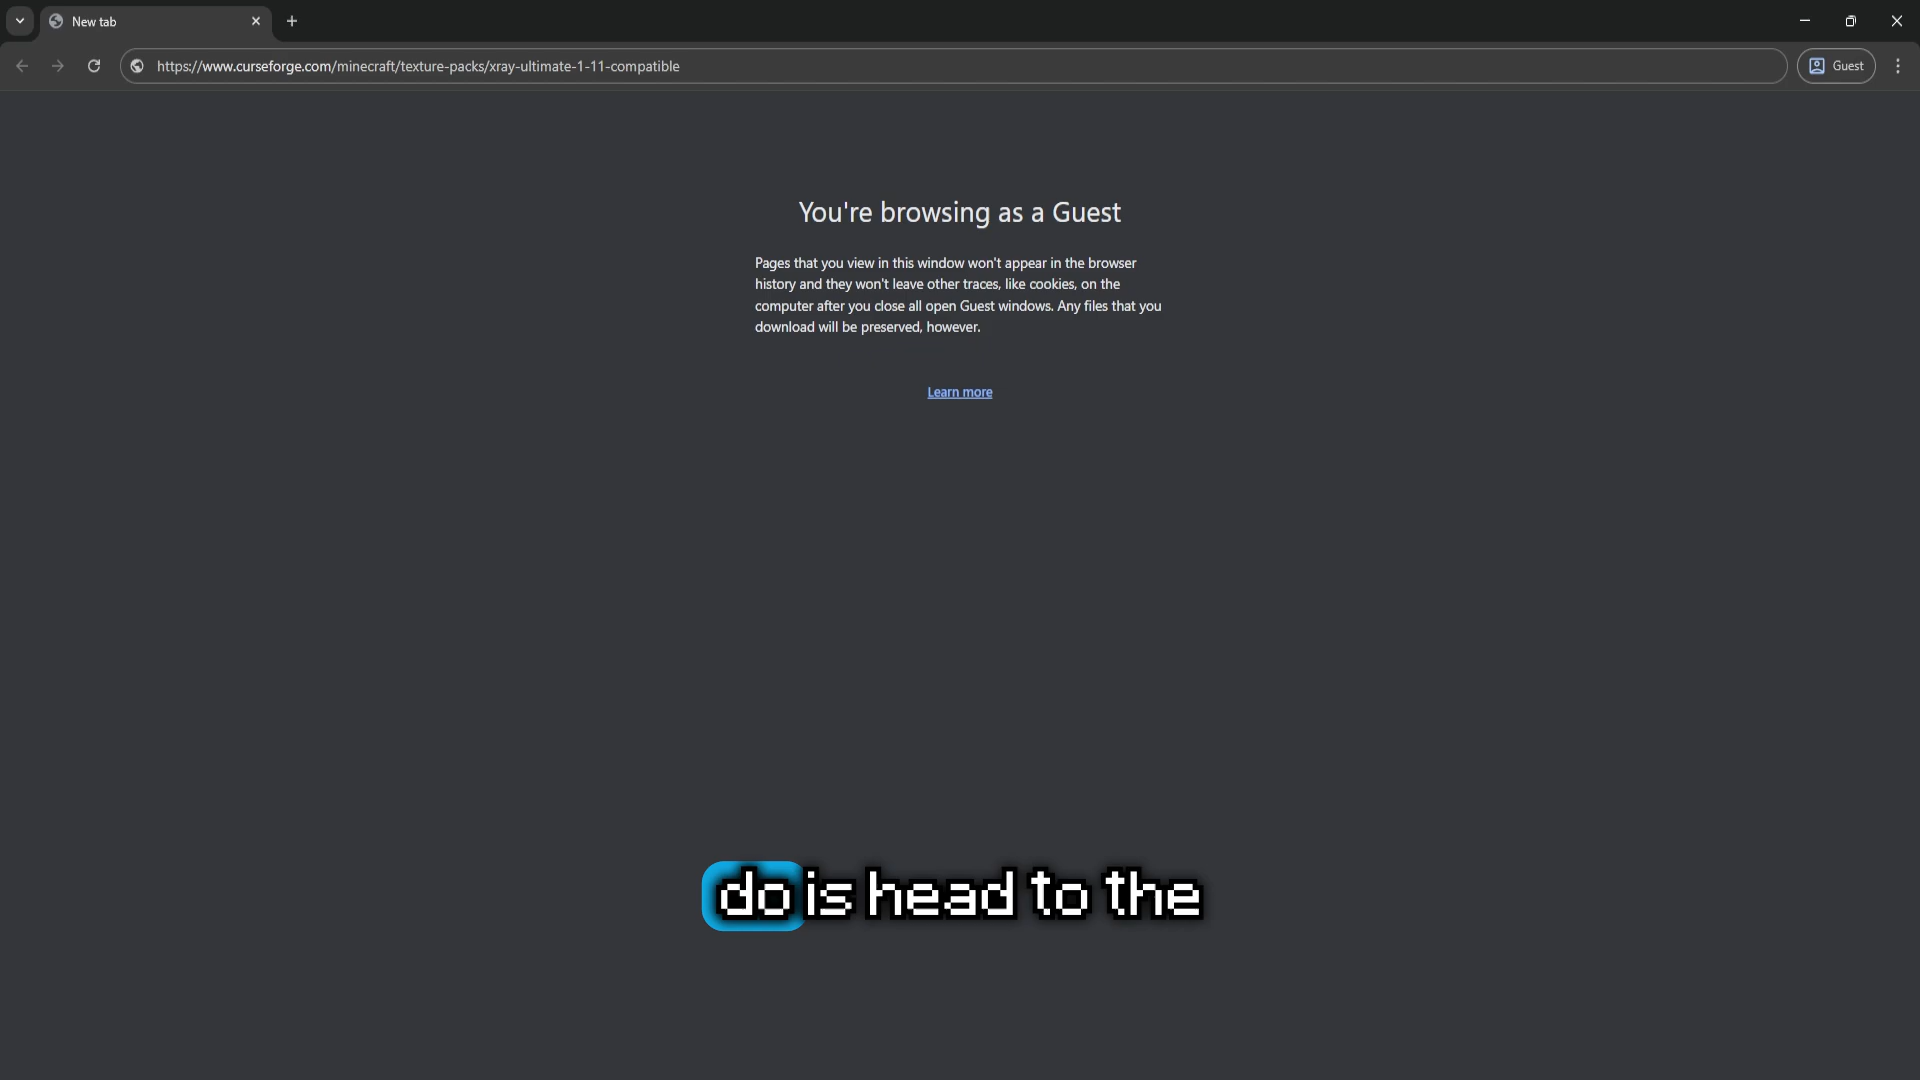 New tab
https://www.curseforge.com/minecraft/texture-packs/xray-ultimate-1-11-compatible
Guest
You're browsing as a Guest
Pages that you view in this window won't appear in the browser
history and they won't leave other traces, like cookies, on the
computer after you close all open Guest windows. Any files that you
download will be preserved, however.
Learn more
do is head to the